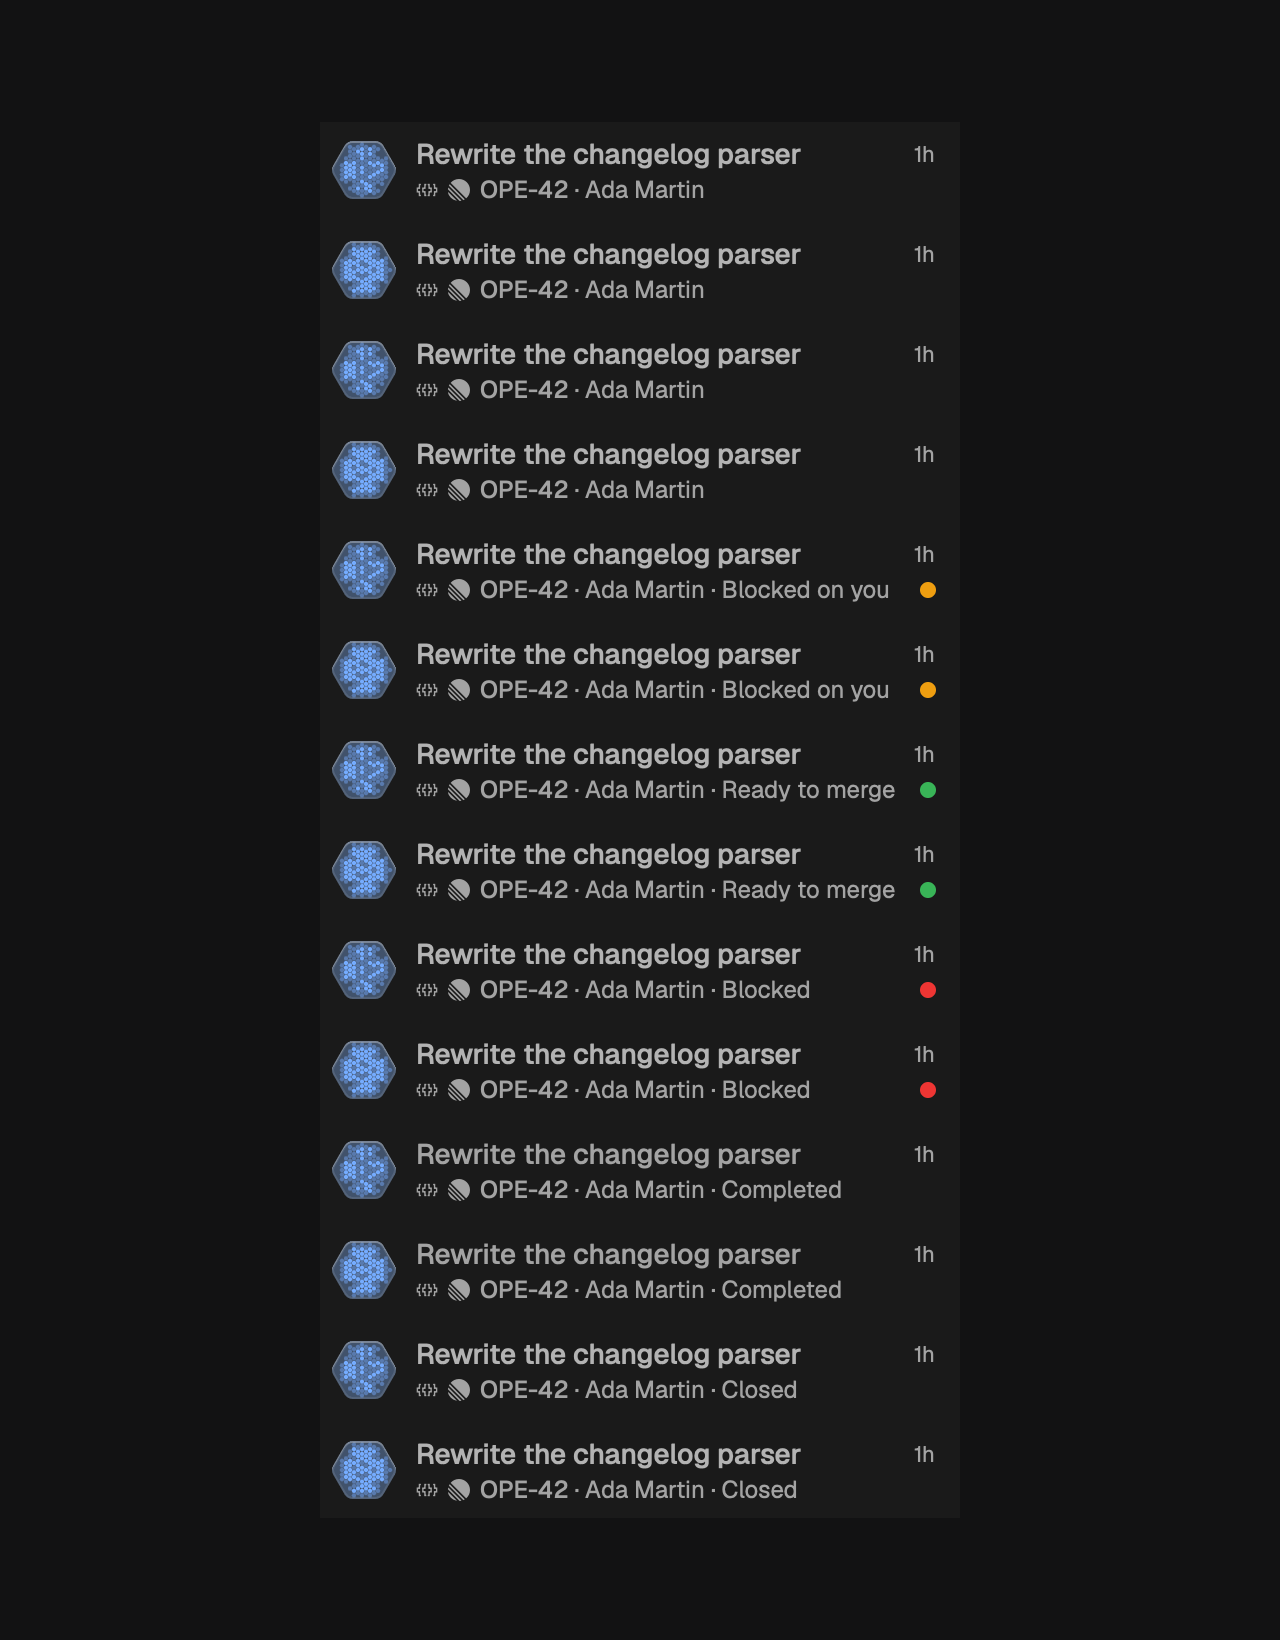 Rewrite the changelog parser 1h
OPE-42 · Ada Martin
Rewrite the changelog parser 1h
OPE-42 · Ada Martin
Rewrite the changelog parser 1h
OPE-42 · Ada Martin
Rewrite the changelog parser 1h
OPE-42 · Ada Martin
Rewrite the changelog parser 1h
OPE-42 · Ada Martin · Blocked on you
Rewrite the changelog parser 1h
OPE-42 · Ada Martin · Blocked on you
Rewrite the changelog parser 1h
OPE-42 · Ada Martin · Ready to merge
Rewrite the changelog parser 1h
OPE-42 · Ada Martin · Ready to merge
Rewrite the changelog parser 1h
OPE-42 · Ada Martin · Blocked
Rewrite the changelog parser 1h
OPE-42 · Ada Martin · Blocked
Rewrite the changelog parser 1h
OPE-42 · Ada Martin · Completed
Rewrite the changelog parser 1h
OPE-42 · Ada Martin · Completed
Rewrite the changelog parser 1h
OPE-42 · Ada Martin · Closed
Rewrite the changelog parser 1h
OPE-42 · Ada Martin · Closed